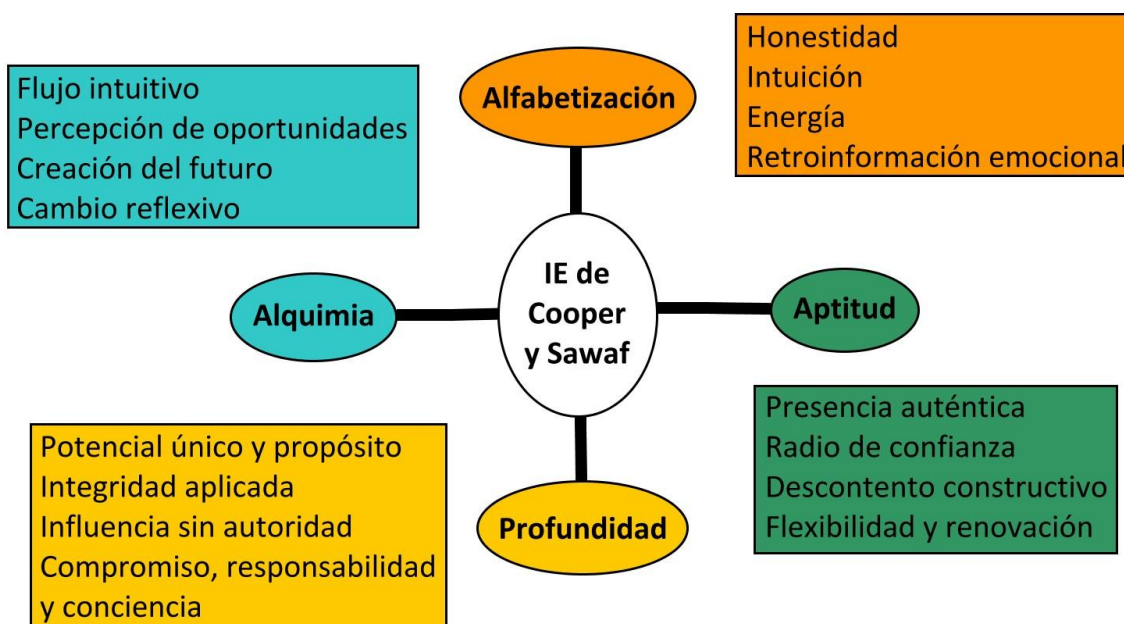 Honestidad
Intuición
Energía
Retroinformación emocional
Alfabetización
Flujo intuitivo
Percepción de oportunidades
Creación del futuro
Cambio reflexivo
IE de
Cooper
y Sawaf
Alquimia
Aptitud
Presencia auténtica
Radio de confianza
Descontento constructivo
Flexibilidad y renovación
Potencial único y propósito
Integridad aplicada
Influencia sin autoridad
Compromiso, responsabilidad
y conciencia
Profundidad